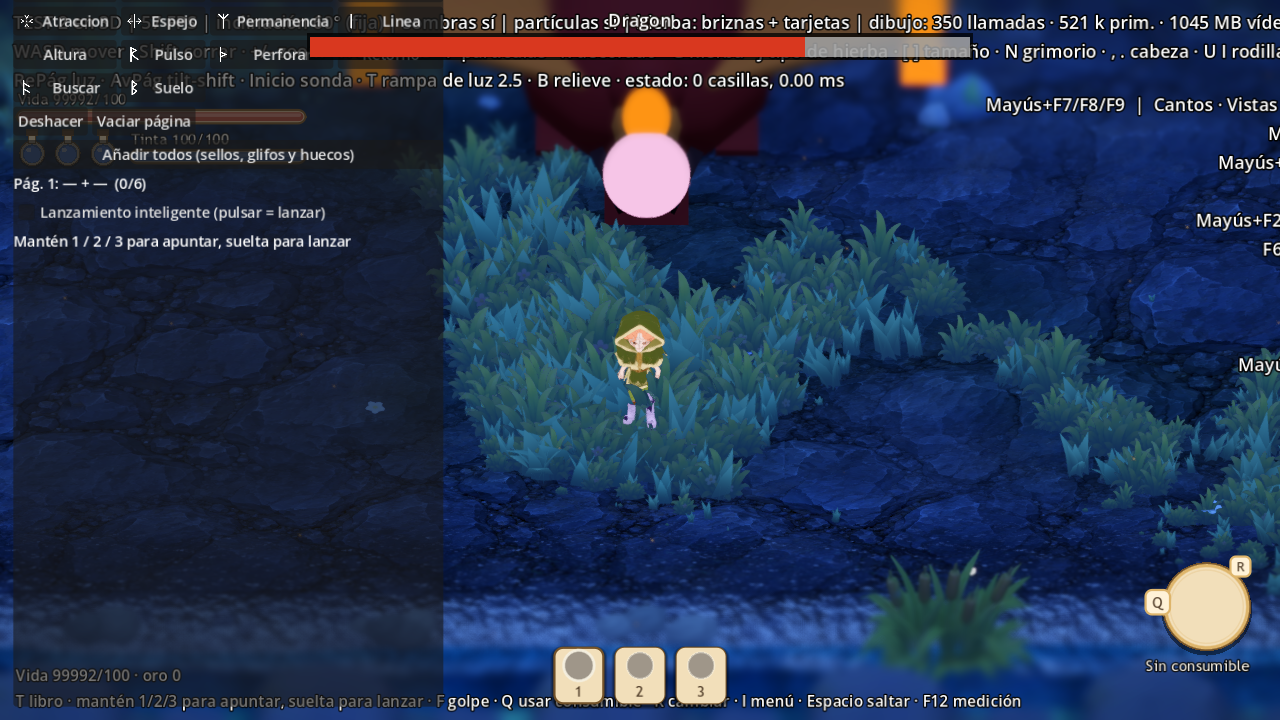 Atraccion Espejo Permanencia Linea
Dragon
mbras sí | partículas s ba: briznas + tarjetas | dibujo: 350 llamadas · 521 k prim. · 1045 MB víde
Altura Pulso Perfora
de hierba · [ ] tamaño · N grimorio · , . cabeza · U I rodilla
RePág luz · AvPág tilt-shift · Inicio sonda · T rampa de luz 2.5 · B relieve · estado: 0 casillas, 0.00 ms
Buscar Suelo
Vida 99992/100
Mayús+F7/F8/F9 | Cantos · Vistas
Deshacer Vaciar página
M
Tinta 100/100
Añadir todos (sellos, glifos y huecos)
Mayús+
Pág. 1: — + — (0/6)
Lanzamiento inteligente (pulsar = lanzar)
Mayús+F2
Mantén 1 / 2 / 3 para apuntar, suelta para lanzar
F6
Mayú
R
Q
Sin consumible
Vida 99992/100 · oro 0
1 2 3
T libro · mantén 1/2/3 para apuntar, suelta para lanzar · F golpe · Q usar consumible · R cambiar · I menú · Espacio saltar · F12 medición